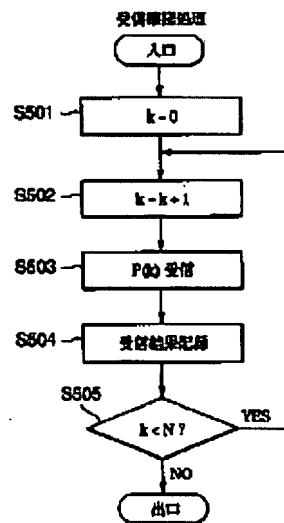 受信確認処理
入口
S501
k-0
S502
k-k+1
S503
P(k) 受信
S504
受信結果記録
S505
k<N?
YES
NO
出口